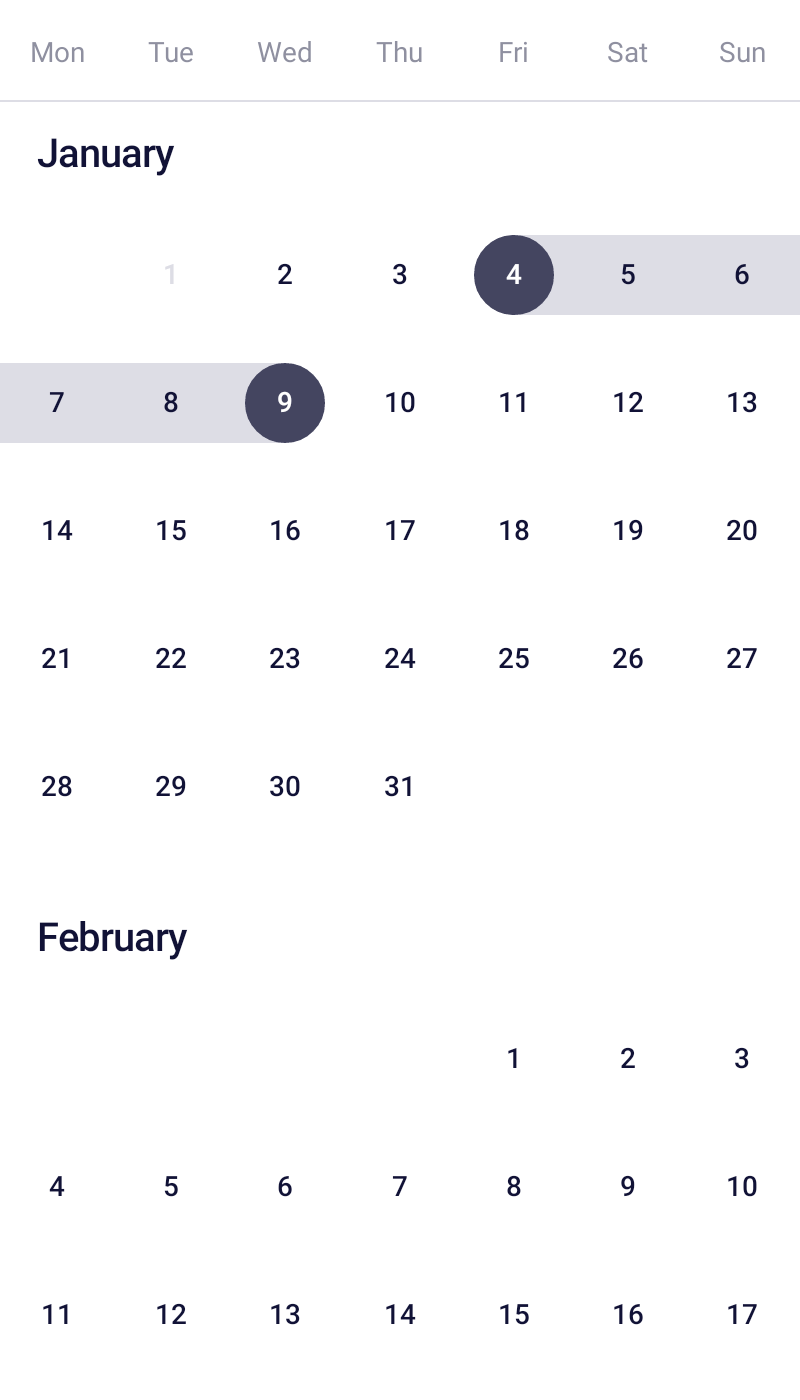 Mon Tue Wed Thu Fri Sat Sun
January
1 2 3 4 5 6
7 8 9 10 11 12 13
14 15 16 17 18 19 20
21 22 23 24 25 26 27
28 29 30 31
February
1 2 3
4 5 6 7 8 9 10
11 12 13 14 15 16 17